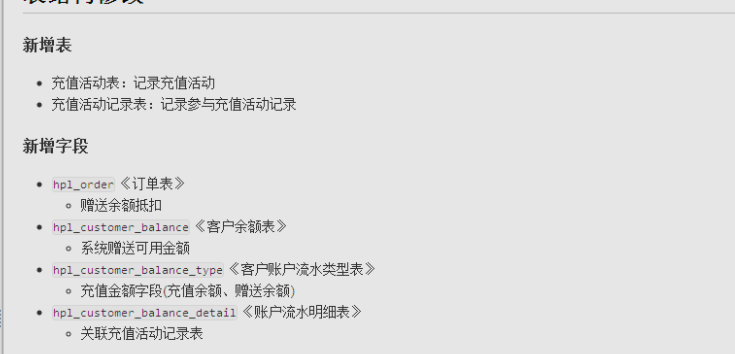 新增表
充值活动表：记录充值活动
充值活动记录表：记录参与充值活动记录
新增字段
hpl_order《订单表》
赠送余额抵扣
hpl_customer_balance《客户余额表》
系统赠送可用金额
hpl_customer_balance_type《客户账户流水类型表》
充值金额字段(充值余额、赠送余额)
hpl_customer_balance_detail《账户流水明细表》
关联充值活动记录表